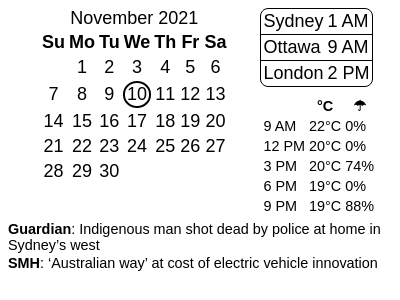 November 2021
Su Mo Tu We Th Fr Sa
1 2 3 4 5 6
7 8 9 10 11 12 13
14 15 16 17 18 19 20
21 22 23 24 25 26 27
28 29 30
Sydney 1 AM
Ottawa 9 AM
London 2 PM
°C ☂
9 AM 22°C 0%
12 PM 20°C 0%
3 PM 20°C 74%
6 PM 19°C 0%
9 PM 19°C 88%
Guardian: Indigenous man shot dead by police at home in
Sydney’s west
SMH: ‘Australian way’ at cost of electric vehicle innovation